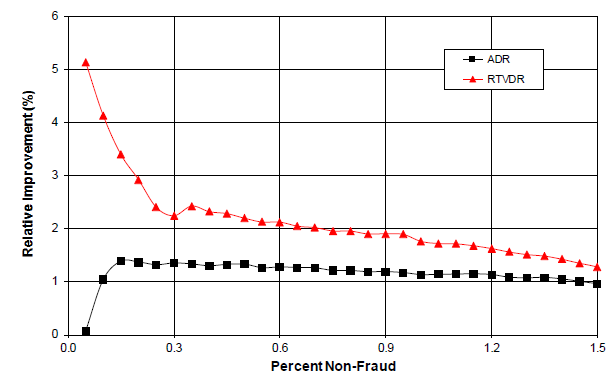 6
5
4
3
2
1
0
Relative Improvement (%)
ADR
RTVDR
0.0 0.3 0.6 0.9 1.2 1.5
Percent Non-Fraud